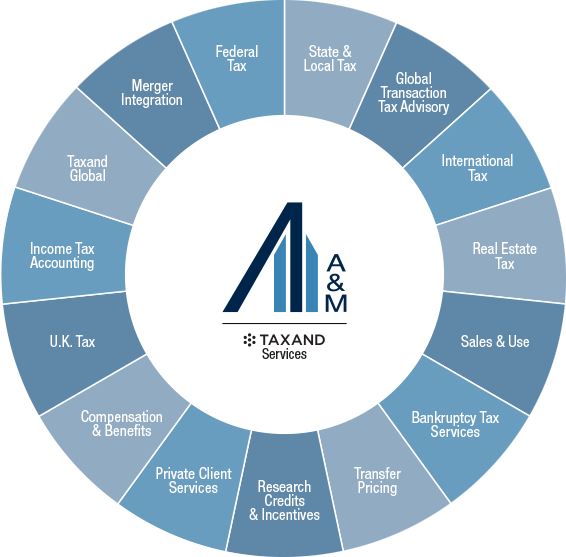 Federal
Tax
State &
Local Tax
Global
Transaction
Tax Advisory
International
Tax
Real Estate
Tax
Sales & Use
Bankruptcy Tax
Services
Transfer
Pricing
Research
Credits
& Incentives
Private Client
Services
Compensation
& Benefits
U.K. Tax
Income Tax
Accounting
Taxand
Global
Merger
Integration
A
&
M
TAXAND
Services